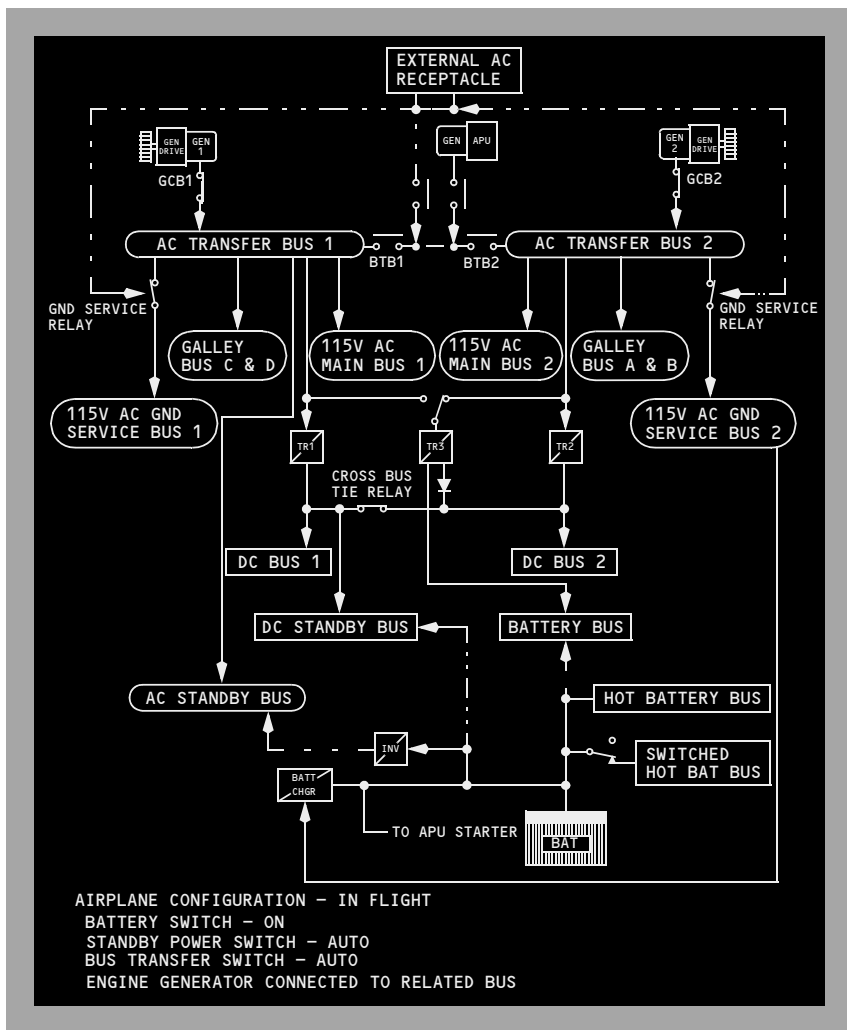 EXTERNAL AC
RECEPTACLE
GEN
DRIVE
GEN
1
GEN
APU
GEN
2
GEN
DRIVE
GCB1
GCB2
AC TRANSFER BUS 1
AC TRANSFER BUS 2
BTB1
BTB2
GND SERVICE
RELAY
GND SERVICE
RELAY
GALLEY
BUS C & D
115V AC
MAIN BUS 1
115V AC
MAIN BUS 2
GALLEY
BUS A & B
115V AC GND
SERVICE BUS 1
115V AC GND
SERVICE BUS 2
TR1
TR3
TR2
CROSS BUS
TIE RELAY
DC BUS 1
DC BUS 2
DC STANDBY BUS
BATTERY BUS
AC STANDBY BUS
HOT BATTERY BUS
INV
SWITCHED
HOT BAT BUS
BATT
CHGR
TO APU STARTER
BAT
AIRPLANE CONFIGURATION – IN FLIGHT
BATTERY SWITCH – ON
STANDBY POWER SWITCH – AUTO
BUS TRANSFER SWITCH – AUTO
ENGINE GENERATOR CONNECTED TO RELATED BUS